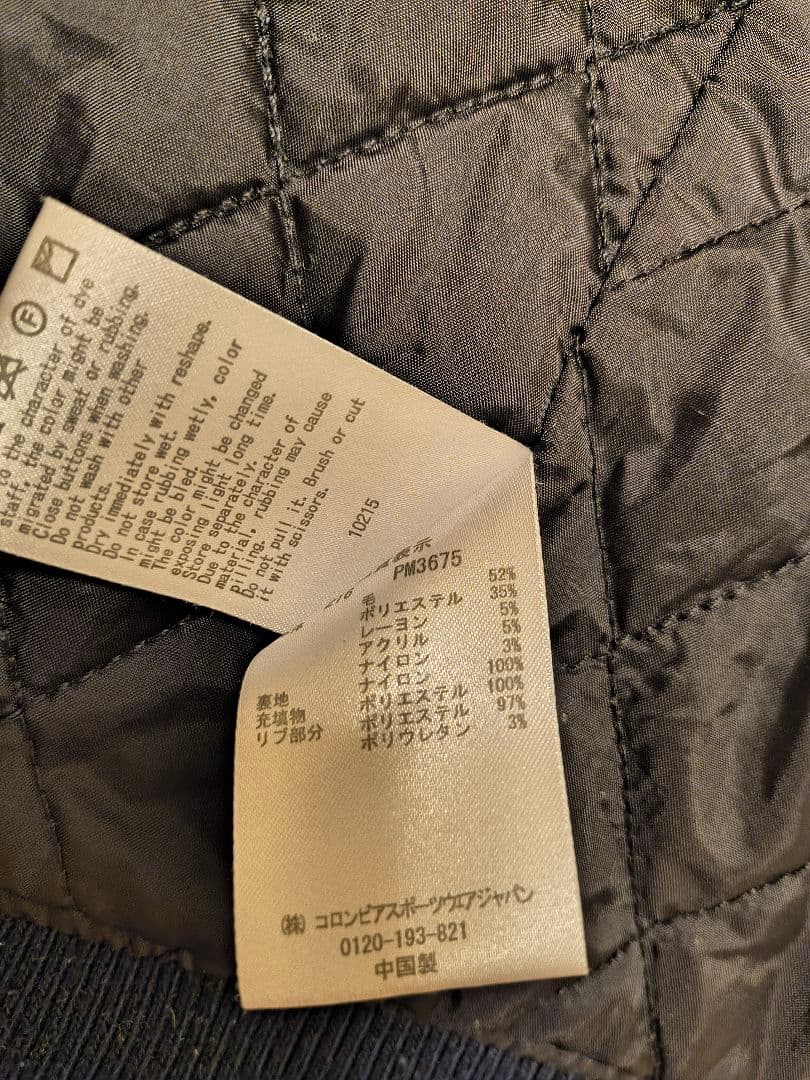 Ⓕ
to the character of dye
staff, the color might be
migrated by sweat or rubbing.
Close buttons when washing.
Do not wash with other
products.
Dry immediately with reshape.
Do not store wet.
In case rubbing wetly, color
might be bled.
The color might be changed
exposing light long time.
Store separately.
Due to the character of
material, rubbing may cause
pilling.
Do not pull it. Brush or cut
it with scissors.
10215
表示
PM3675
毛 52%
ポリエステル 35%
レーヨン 5%
アクリル 5%
ナイロン 3%
裏地 ナイロン 100%
充填物 ポリエステル 100%
リブ部分 ポリエステル 97%
ポリウレタン 3%
(株) コロンビアスポーツウエアジャパン
0120-193-821
中国製